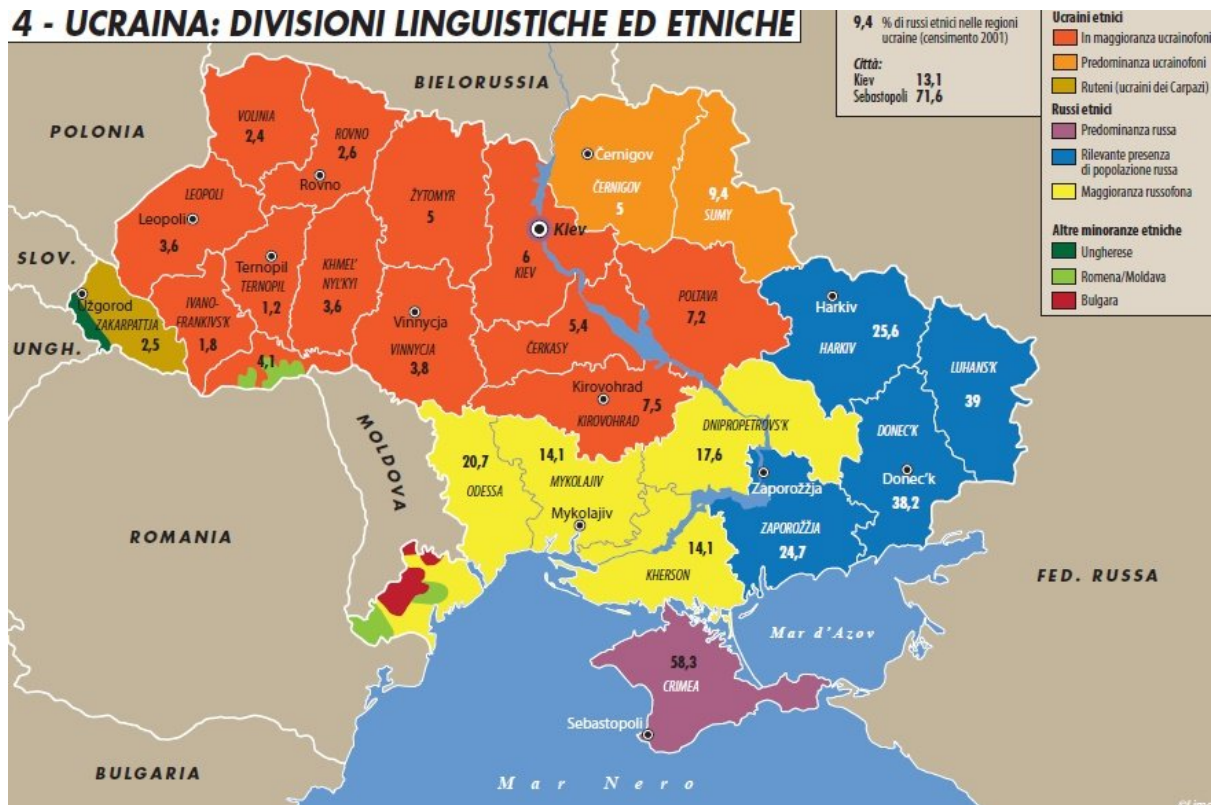 4 - UCRAINA: DIVISIONI LINGUISTICHE ED ETNICHE
9,4 % di russi etnici nelle regioni
ucraine (censimento 2001)
Città:
Kiev 13,1
Sebastopoli 71,6
Ucraini etnici
In maggioranza ucrainofoni
Predominanza ucrainofoni
Ruteni (ucraini dei Carpazi)
Russi etnici
Predominanza russa
Rilevante presenza
di popolazione russa
Maggioranza russofona
Altre minoranze etniche
Ungherese
Romena/Moldava
Bulgara
BIELORUSSIA
POLONIA
VOLINIA
2,4
ROVNO
2,6
Rovno
LEOPOLI
Leopoli
3,6
ŽYTOMYR
5
Černigov
ČERNIGOV
5
9,4
SUMY
Kiev
6
KIEV
SLOV.
Ternopil
TERNOPIL
1,2
KHMEL'
NYL'KYI
3,6
Užgorod
ZAKARPATTJA
2,5
IVANO-
FRANKIVS'K
1,8
UNGH.
4,1
Vinnycja
VINNYCJA
3,8
5,4
ČERKASY
POLTAVA
7,2
Harkiv
25,6
HARKIV
LUHANS'K
39
Kirovohrad
7,5
KIROVOHRAD
DNIPROPETROVS'K
17,6
DONEC'K
Donec'k
38,2
MOLDOVA
20,7
ODESSA
14,1
MYKOLAJIV
Mykolajiv
Zaporožžja
ZAPOROŽŽJA
24,7
14,1
KHERSON
ROMANIA
FED. RUSSA
Mar d'Azov
58,3
CRIMEA
Sebastopoli
BULGARIA
Mar Nero